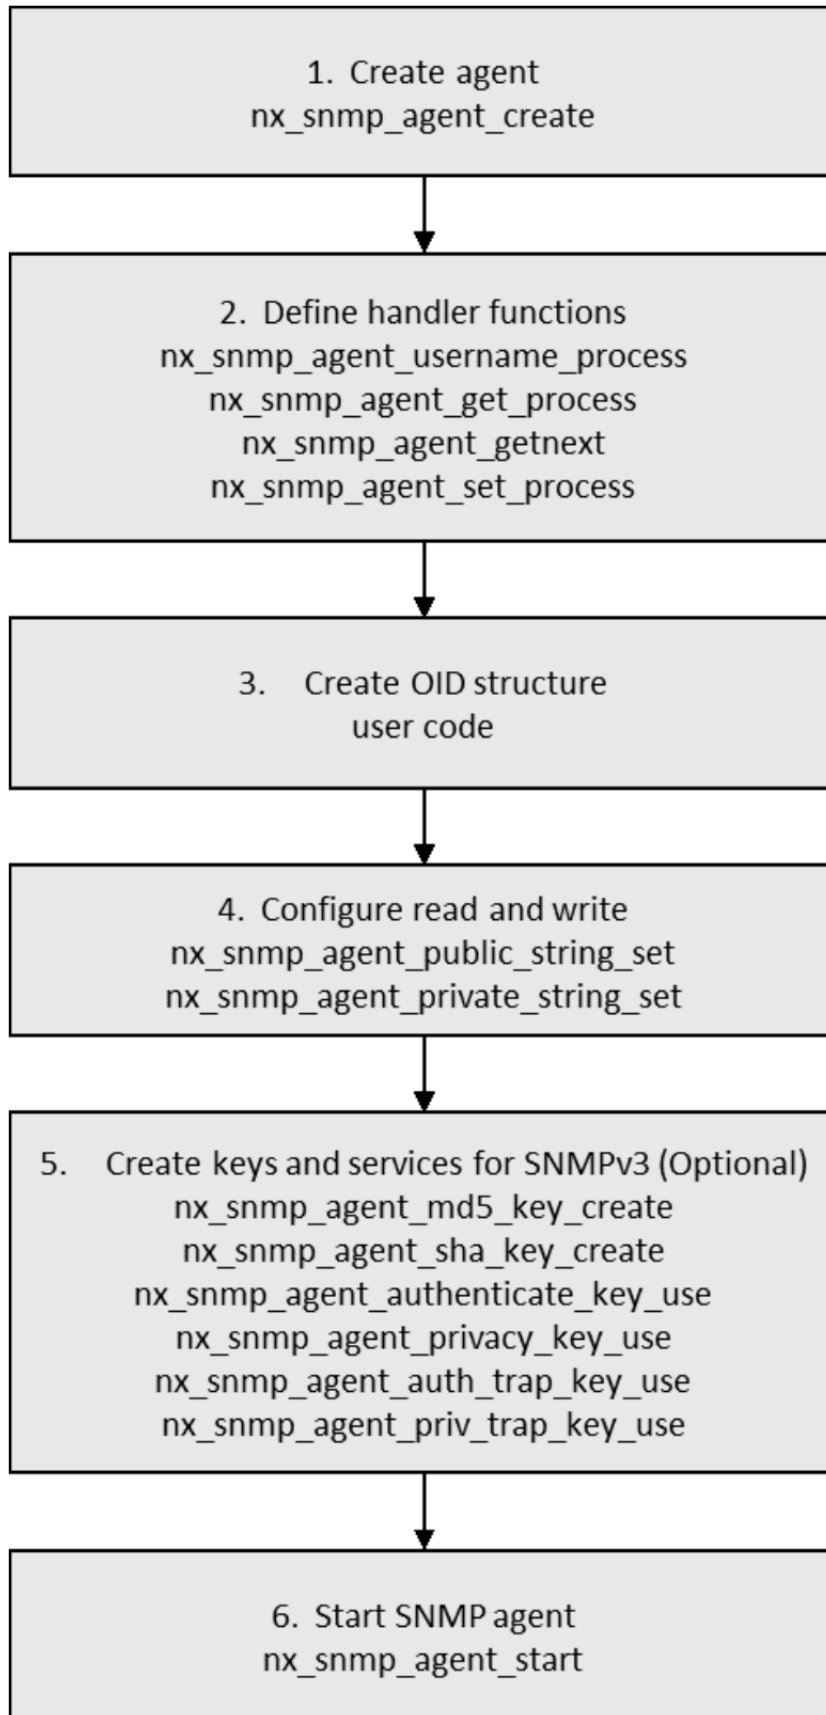 1. Create agent
nx_snmp_agent_create
2. Define handler functions
nx_snmp_agent_username_process
nx_snmp_agent_get_process
nx_snmp_agent_getnext
nx_snmp_agent_set_process
3. Create OID structure
user code
4. Configure read and write
nx_snmp_agent_public_string_set
nx_snmp_agent_private_string_set
5. Create keys and services for SNMPv3 (Optional)
nx_snmp_agent_md5_key_create
nx_snmp_agent_sha_key_create
nx_snmp_agent_authenticate_key_use
nx_snmp_agent_privacy_key_use
nx_snmp_agent_auth_trap_key_use
nx_snmp_agent_priv_trap_key_use
6. Start SNMP agent
nx_snmp_agent_start